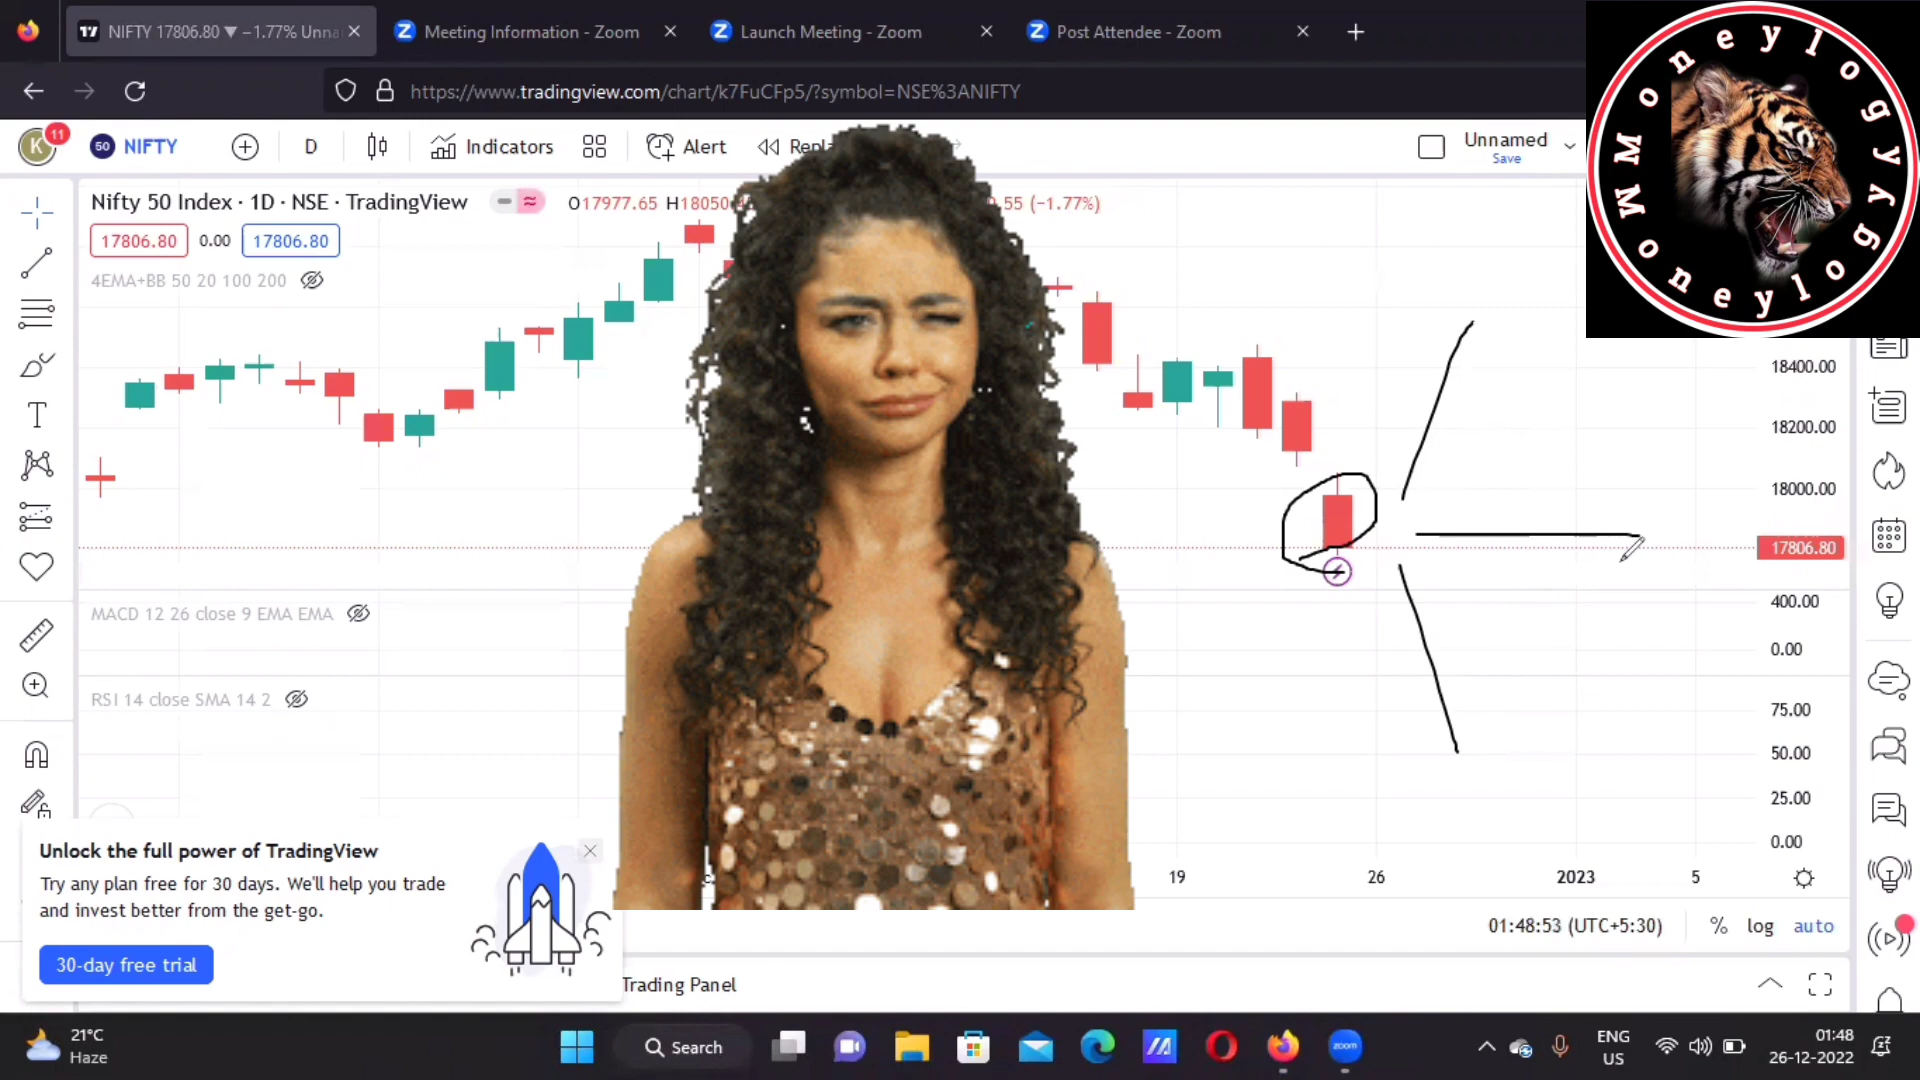 NIFTY 17806.80 ▼ −1.77% Unna
Meeting Information - Zoom
Launch Meeting - Zoom
Post Attendee - Zoom
https://www.tradingview.com/chart/k7FuCFp5/?symbol=NSE%3ANIFTY
K
11
50
NIFTY
D
Indicators
Alert
Unnamed
Save
Moneylogyy
Moneylogyy
Nifty 50 Index · 1D · NSE · TradingView
O17977.65
(−1.77%)
17806.80
0.00
17806.80
4EMA+BB 50 20 100 200
18400.00
18200.00
18000.00
17806.80
MACD 12 26 close 9 EMA EMA
400.00
0.00
RSI 14 close SMA 14 2
75.00
50.00
25.00
0.00
19
26
2023
5
Unlock the full power of TradingView
Try any plan free for 30 days. We'll help you trade
and invest better from the get-go.
30-day free trial
01:48:53 (UTC+5:30)
%
log
auto
Trading Panel
21°C
Haze
Search
zoom
ENG
US
01:48
26-12-2022